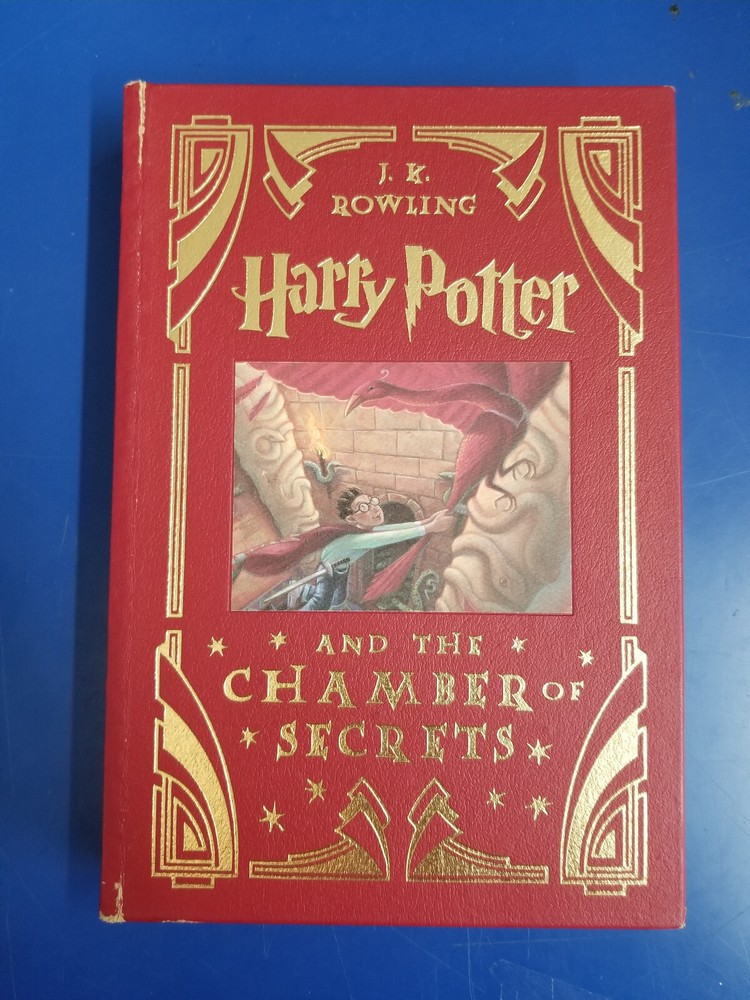 J. K.
ROWLING
Harry Potter
AND THE
CHAMBER OF
SECRETS